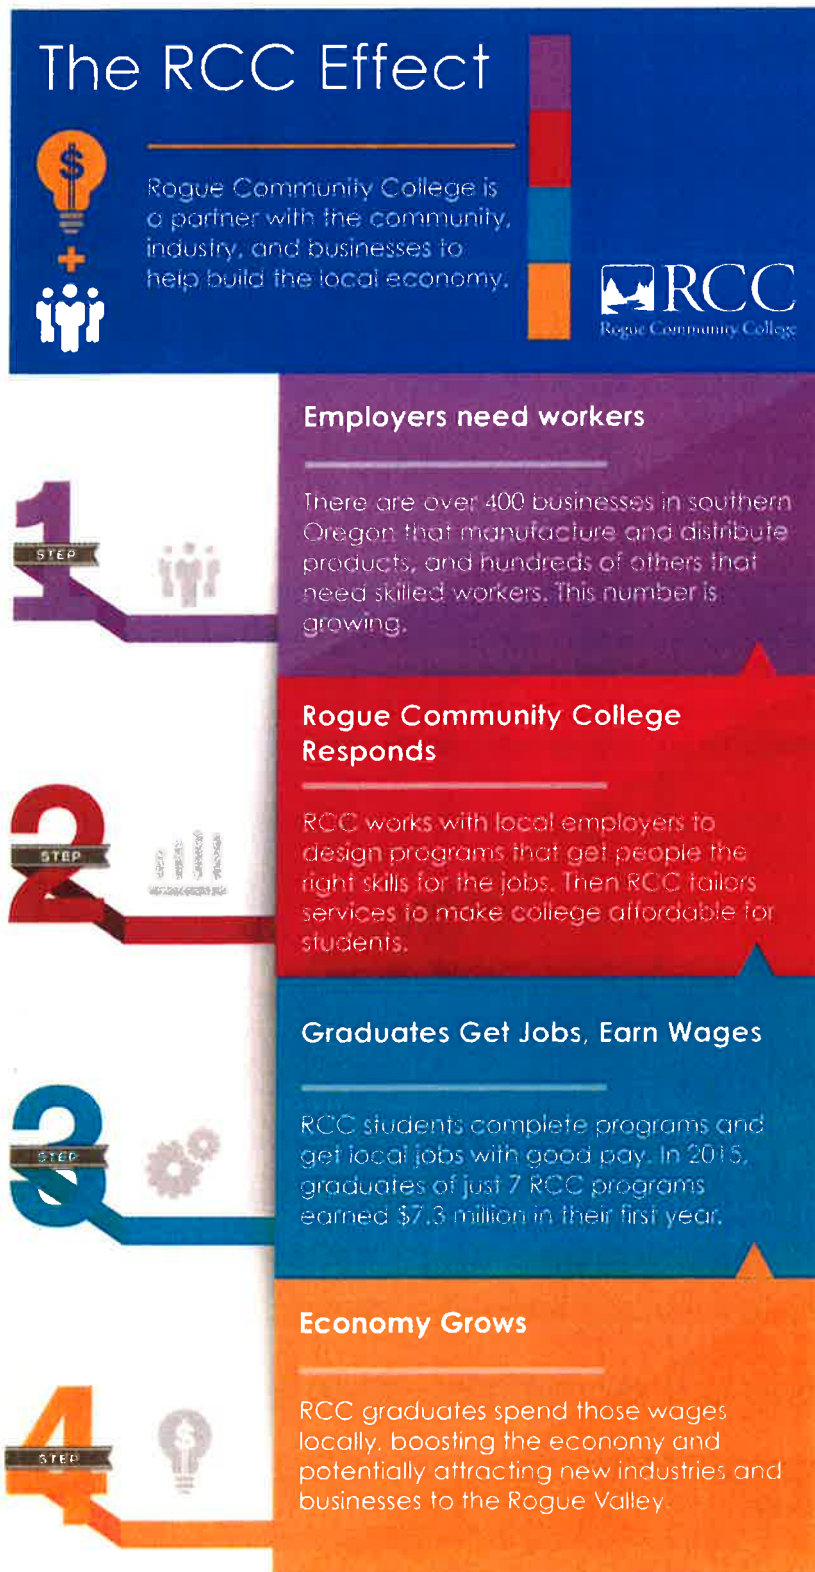 The RCC Effect
$
Rogue Community College is
a partner with the community,
industry, and businesses to
help build the local economy.
RCC
Rogue Community College
Employers need workers
1
STEP
There are over 400 businesses in southern
Oregon that manufacture and distribute
products, and hundreds of others that
need skilled workers. This number is
growing.
Rogue Community College
Responds
2
STEP
RCC works with local employers to
design programs that get people the
right skills for the jobs. Then RCC tailors
services to make college affordable for
students.
Graduates Get Jobs, Earn Wages
3
STEP
RCC students complete programs and
get local jobs with good pay. In 2015,
graduates of just 7 RCC programs
earned $7.3 million in their first year.
Economy Grows
4
STEP
$
RCC graduates spend those wages
locally, boosting the economy and
potentially attracting new industries and
businesses to the Rogue Valley.